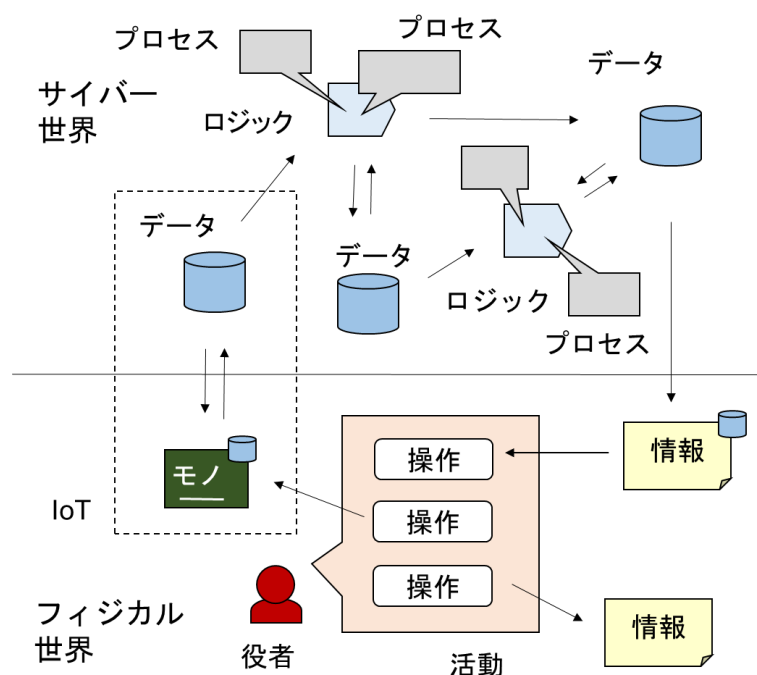 プロセス
プロセス
データ
サイバー
世界
ロジック
データ
データ
ロジック
プロセス
操作
情報
モノ
操作
IoT
操作
フィジカル
世界
情報
役者
活動